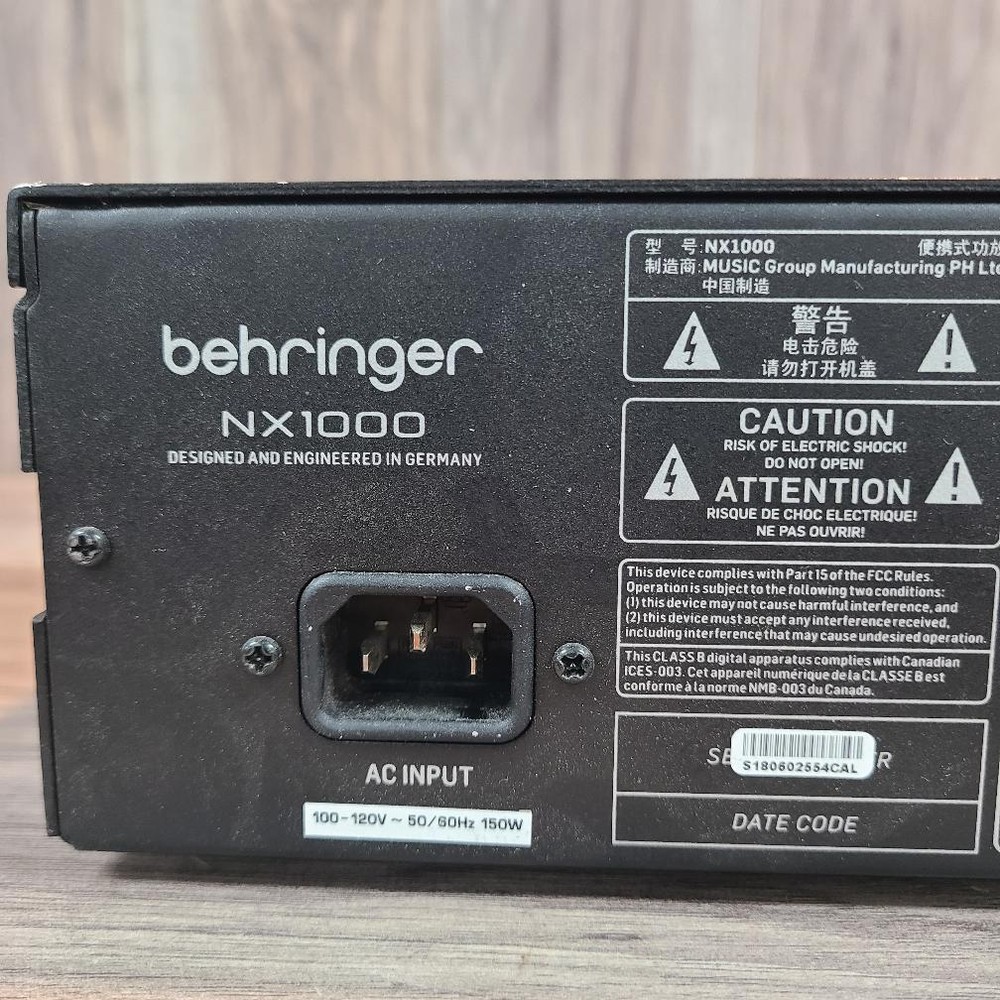 behringer
NX1000
DESIGNED AND ENGINEERED IN GERMANY
AC INPUT
100-120V ~ 50/60Hz 150W
型 号:NX1000 便携式功放
制造商:MUSIC Group Manufacturing PH Ltd
中国制造
警告
电击危险
请勿打开机盖
CAUTION
RISK OF ELECTRIC SHOCK!
DO NOT OPEN!
ATTENTION
RISQUE DE CHOC ELECTRIQUE!
NE PAS OUVRIR!
This device complies with Part 15 of the FCC Rules.
Operation is subject to the following two conditions:
(1) this device may not cause harmful interference, and
(2) this device must accept any interference received,
including interference that may cause undesired operation.
This CLASS B digital apparatus complies with Canadian
ICES-003. Cet appareil numérique de la CLASSE B est
conforme à la norme NMB-003 du Canada.
S180602554CAL
DATE CODE